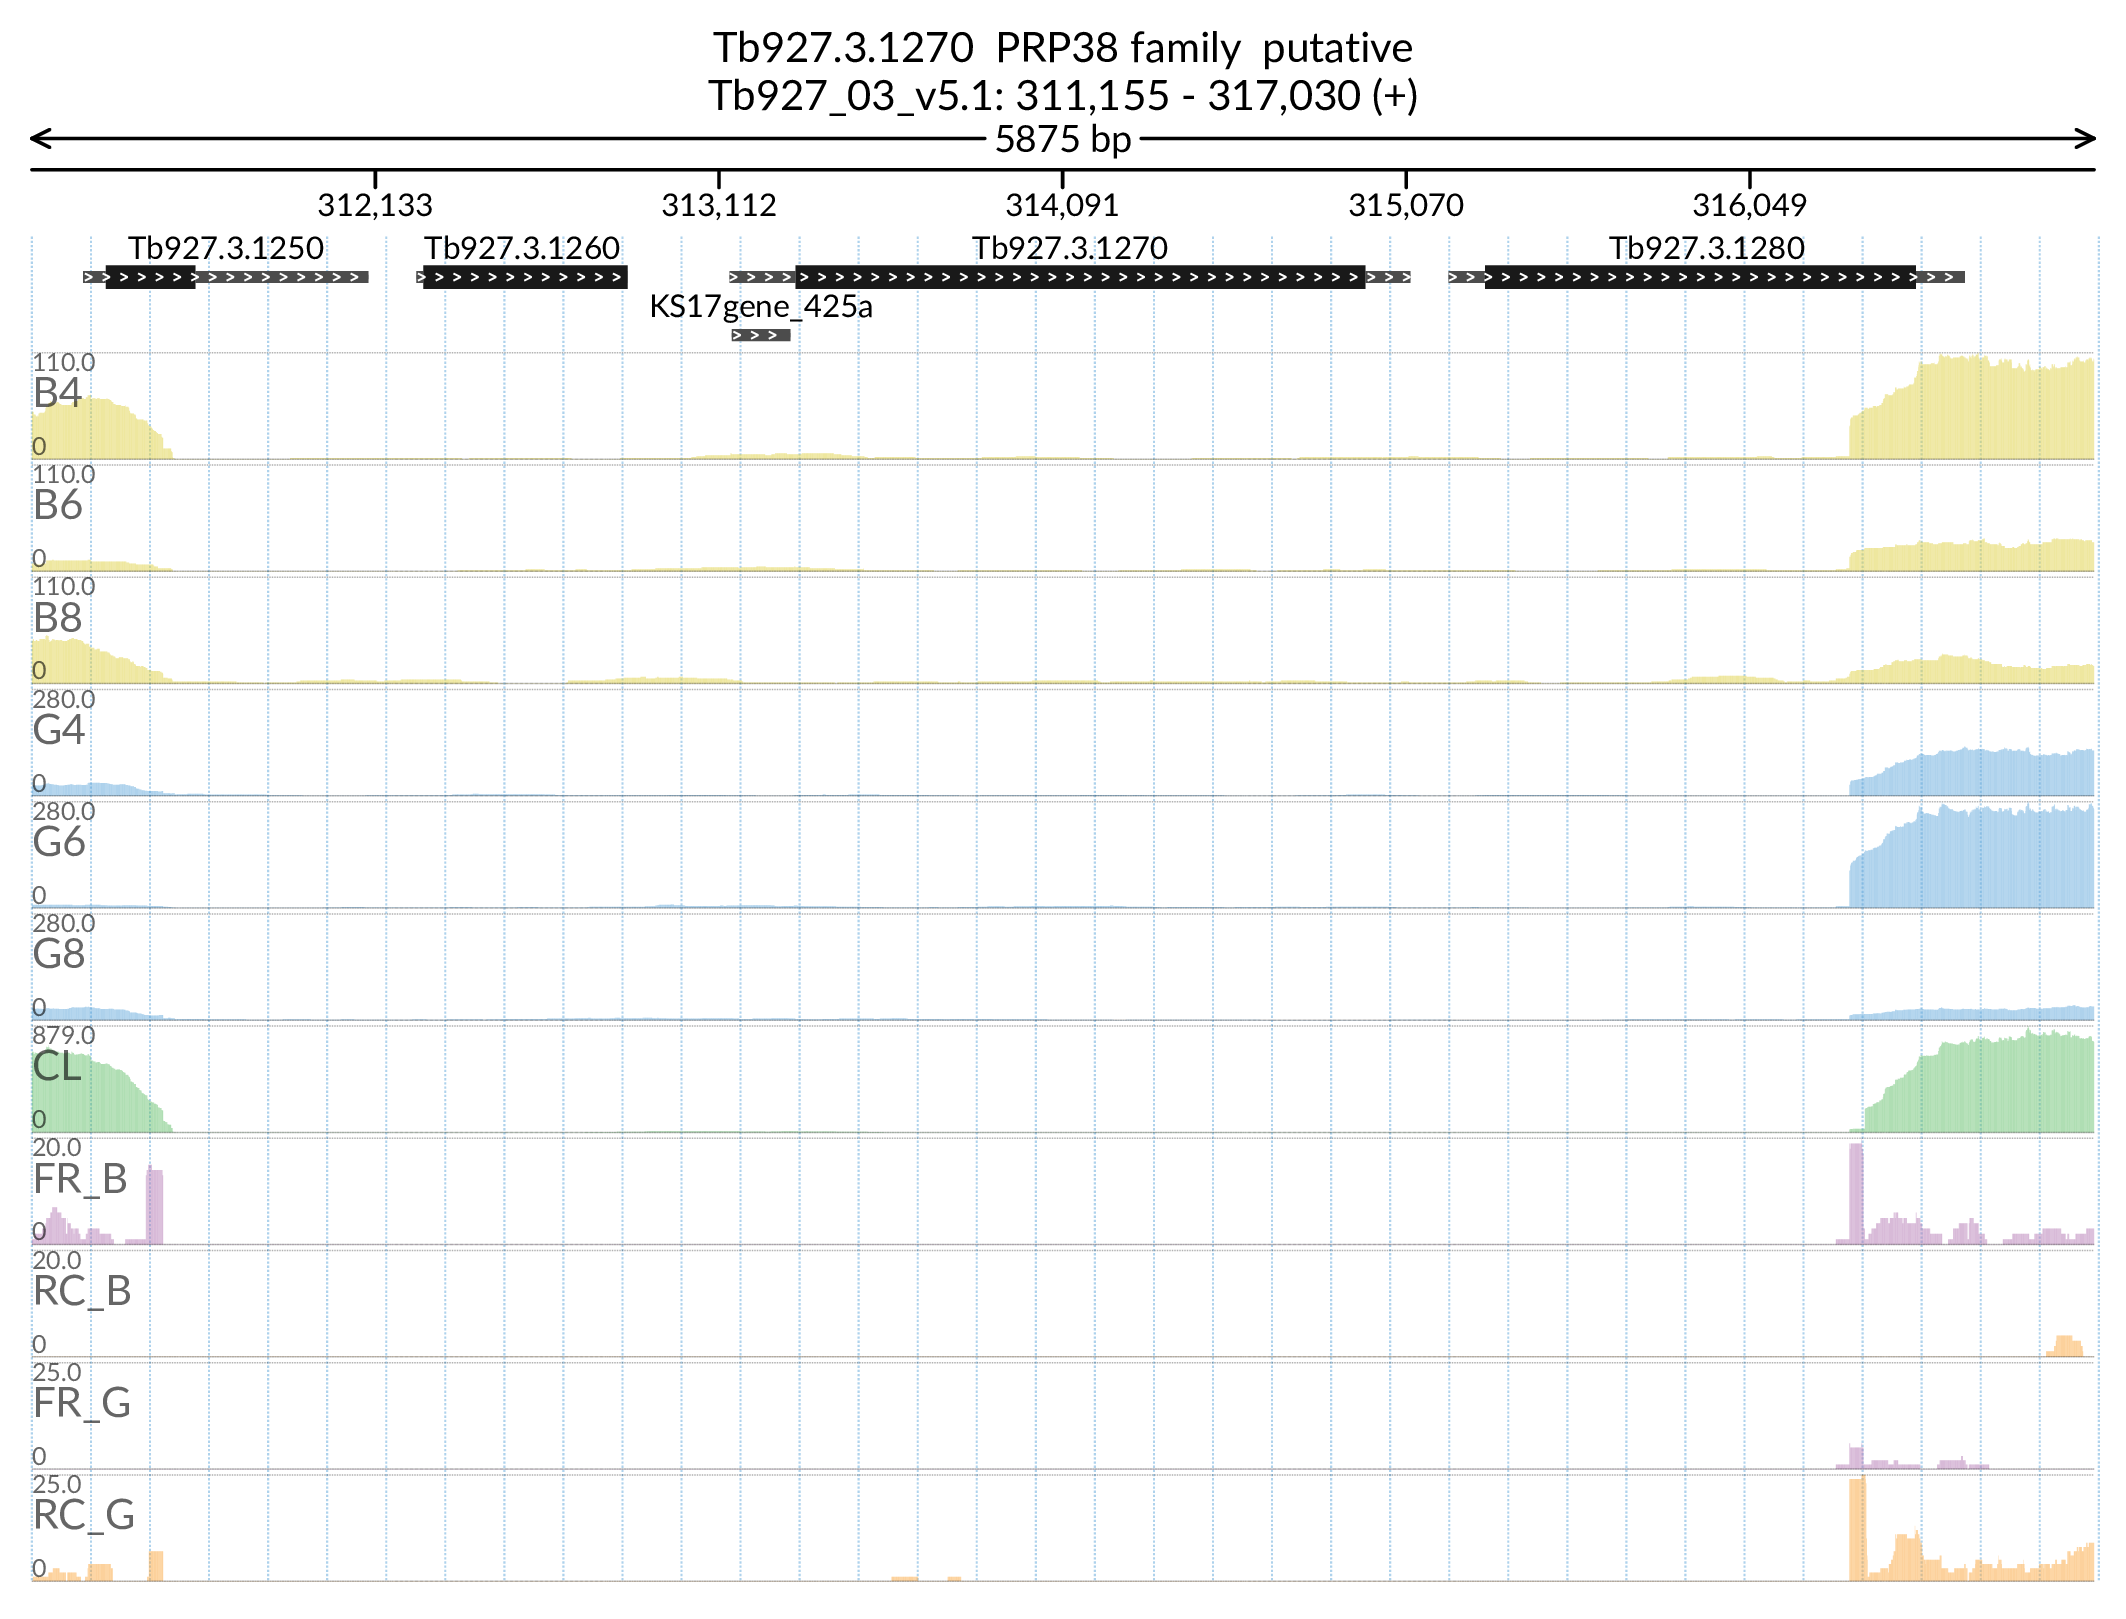 Tb927.3.1270  PRP38 family  putative
Tb927_03_v5.1: 311,155 - 317,030 (+)
5875 bp
312,133 313,112 314,091 315,070 316,049
Tb927.3.1250 Tb927.3.1260 Tb927.3.1270 Tb927.3.1280
KS17gene_425a
110.0
B4
0
110.0
B6
0
110.0
B8
0
280.0
G4
0
280.0
G6
0
280.0
G8
0
879.0
CL
0
20.0
FR_B
0
20.0
RC_B
0
25.0
FR_G
0
25.0
RC_G
0